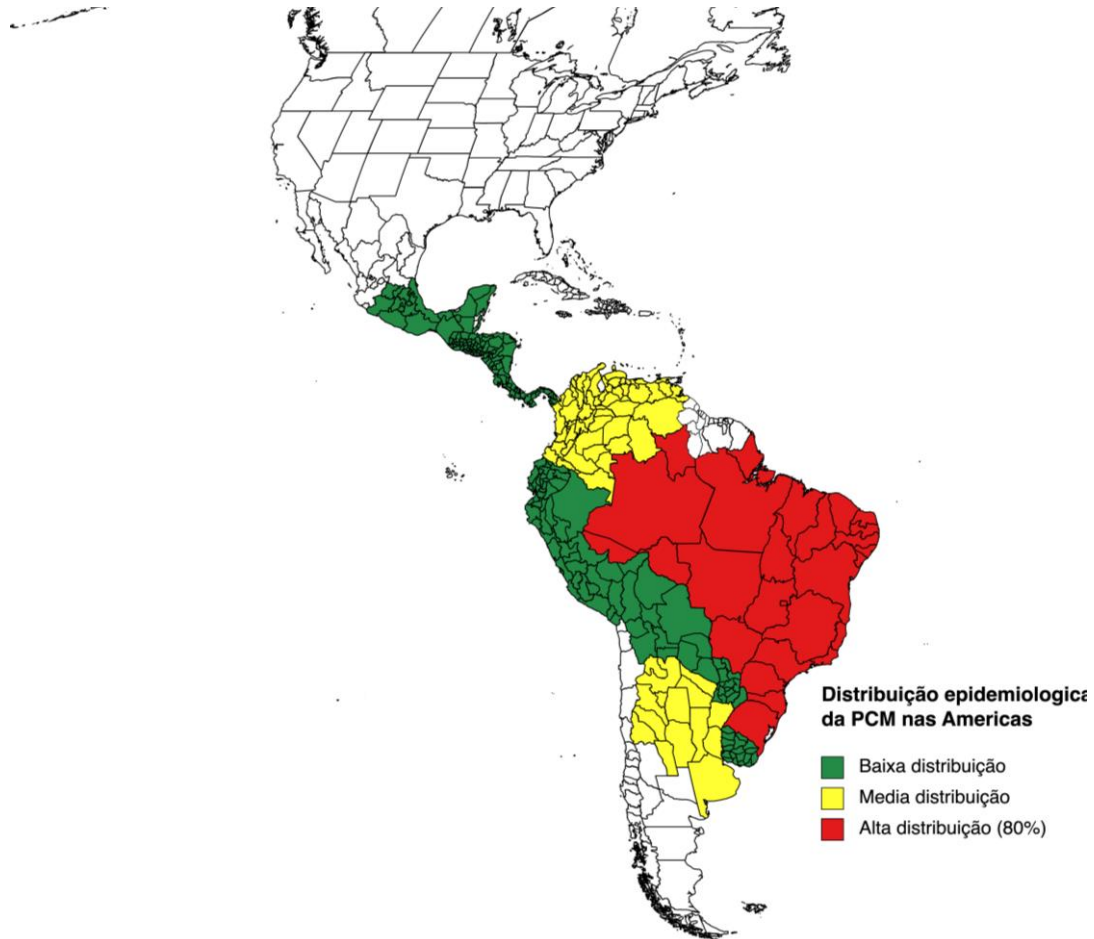 Distribuição epidemiologica
da PCM nas Americas
Baixa distribuição
Media distribuição
Alta distribuição (80%)